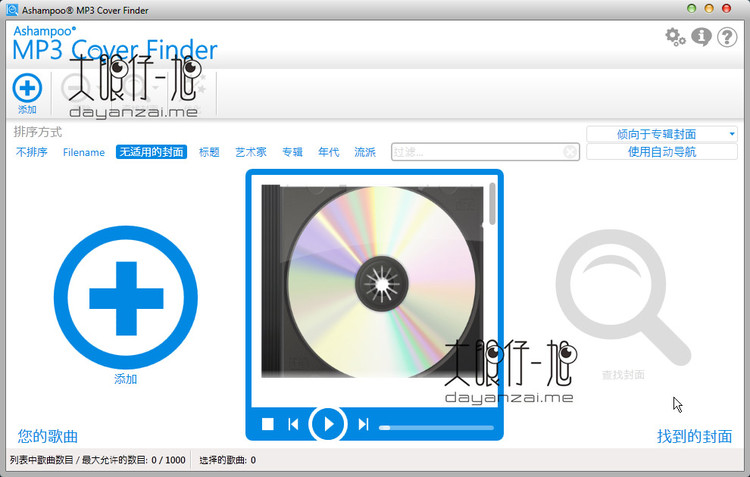 Ashampoo® MP3 Cover Finder
Ashampoo®
MP3 Cover Finder
大眼仔~旭
dayanzai.me
添加
排序方式
不排序 Filename 无适用的封面 标题 艺术家 专辑 年代 流派 过滤...
倾向于专辑封面
使用自动导航
添加
查找封面
大眼仔~旭
dayanzai.me
您的歌曲
找到的封面
列表中歌曲数目 / 最大允许的数目: 0 / 1000 选择的歌曲: 0